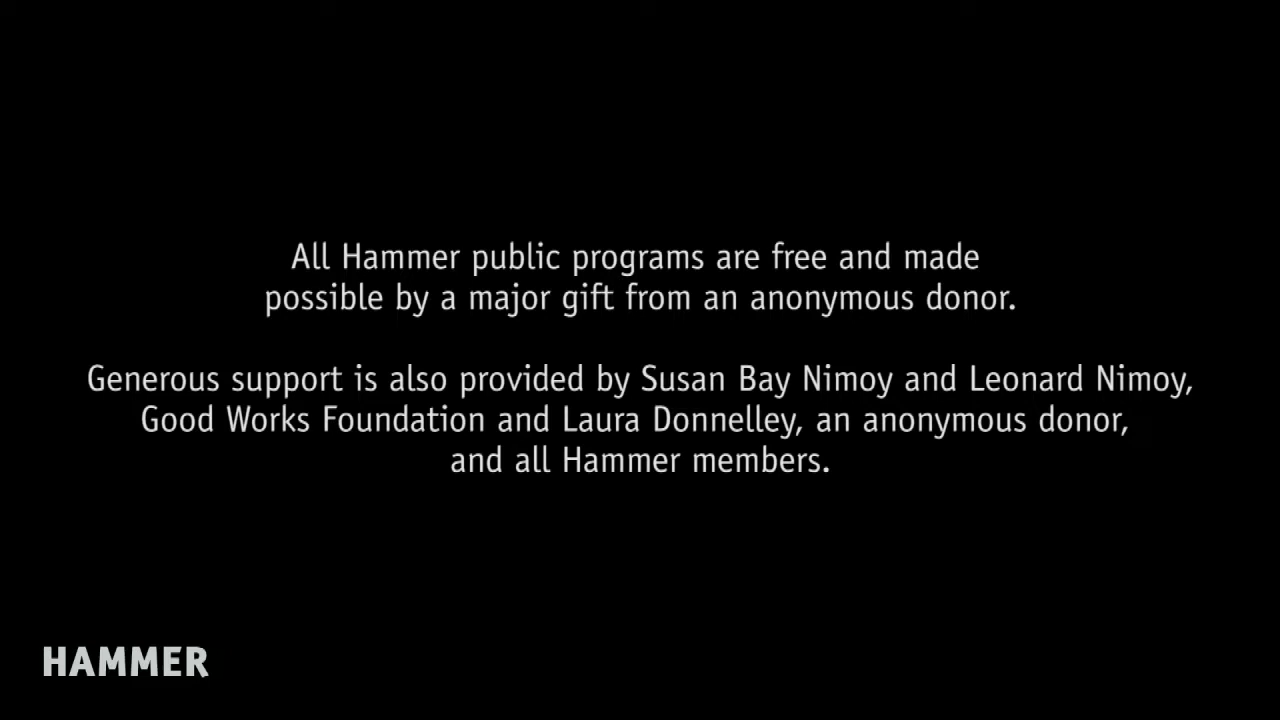 All Hammer public programs are free and made
possible by a major gift from an anonymous donor.
Generous support is also provided by Susan Bay Nimoy and Leonard Nimoy,
Good Works Foundation and Laura Donnelley, an anonymous donor,
and all Hammer members.
HAMMER